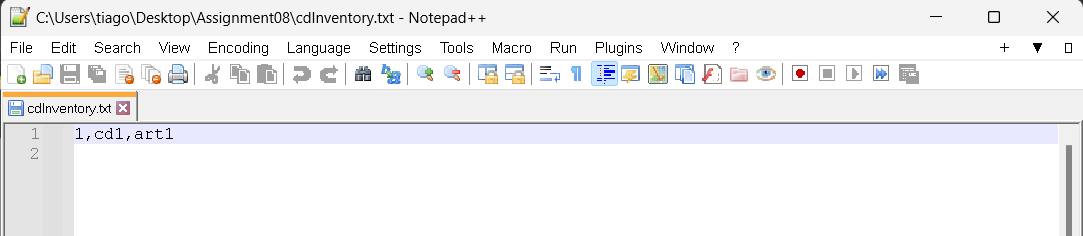 C:\Users\tiago\Desktop\Assignment08\cdInventory.txt - Notepad++
File Edit Search View Encoding Language Settings Tools Macro Run Plugins Window ?
cdInventory.txt
1 1,cd1,art1
2